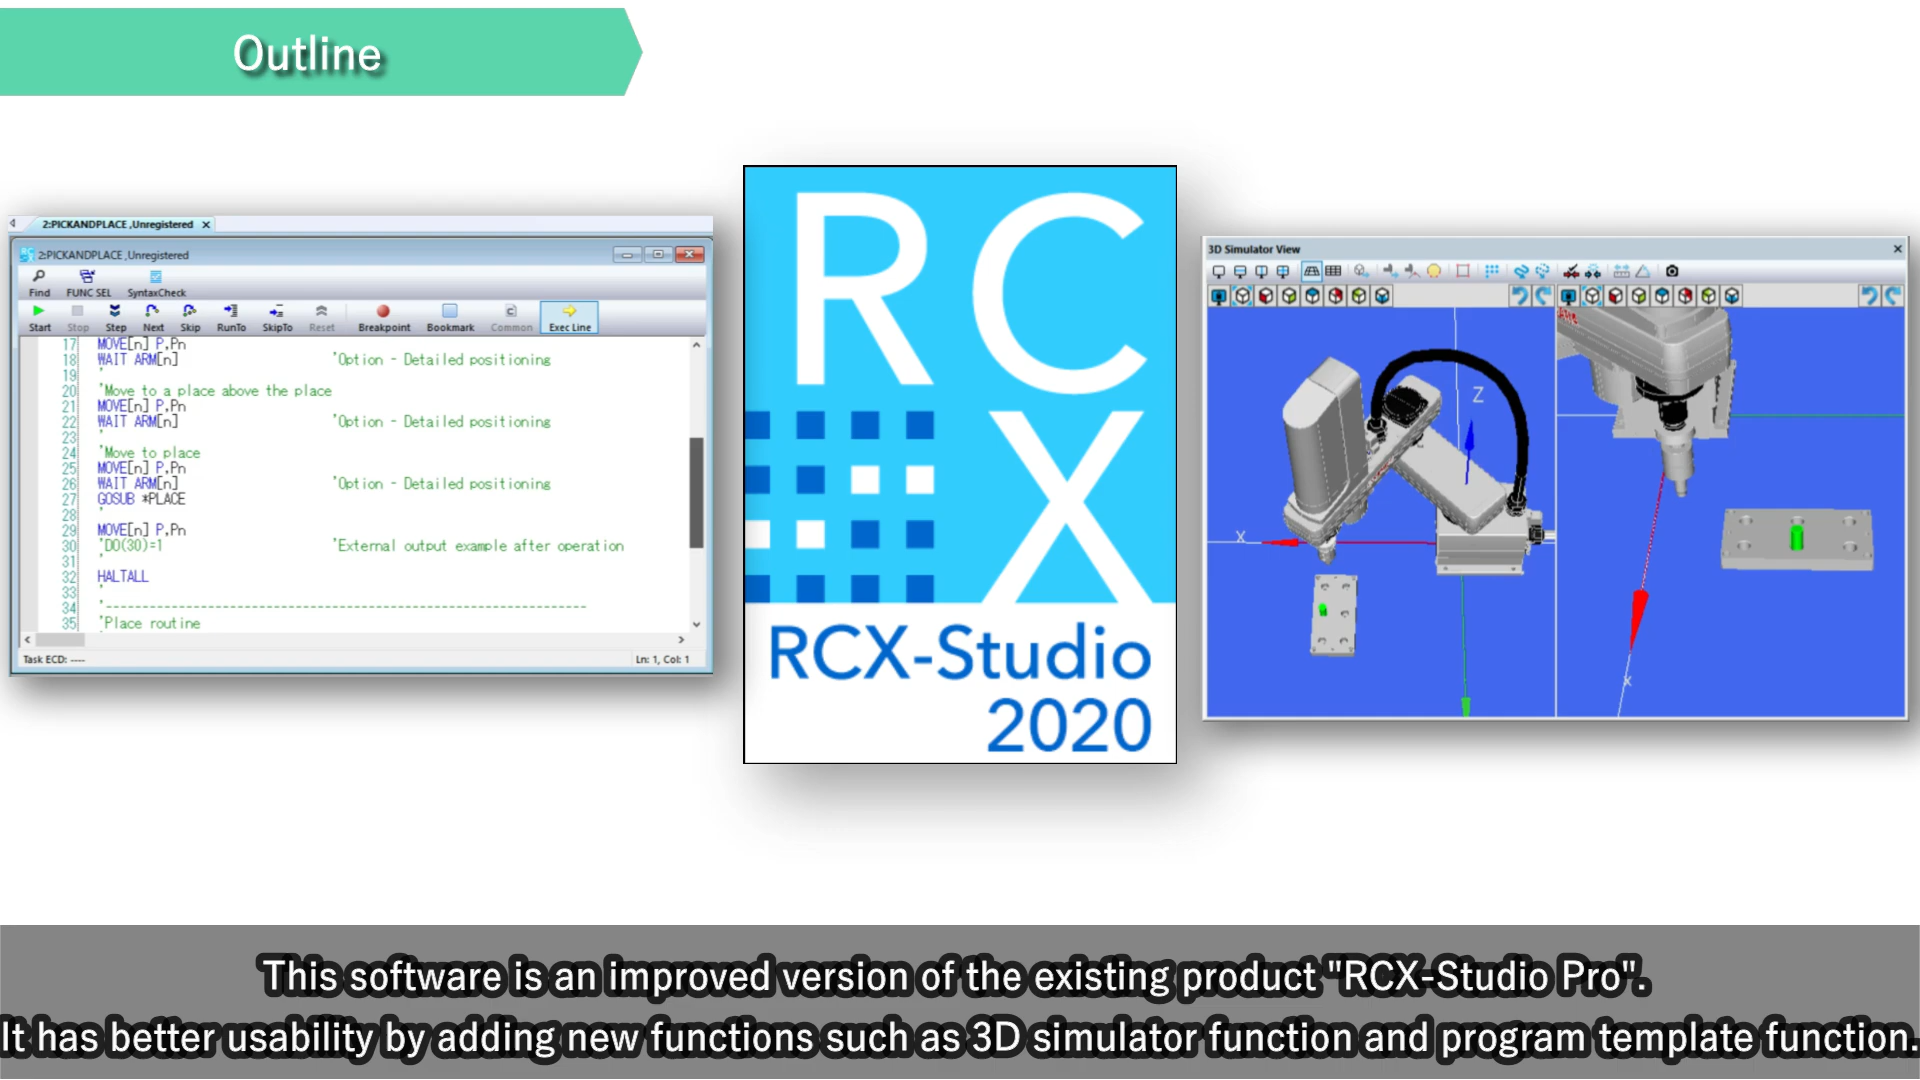 Outline
2:PICKANDPLACE ,Unregistered
2:PICKANDPLACE ,Unregistered
Find FUNC SEL SyntaxCheck
Start Stop Step Next Skip RunTo SkipTo Reset Breakpoint Bookmark Common Exec Line
17 MOVE[n] P,Pn
18 WAIT ARM[n] 'Option - Detailed positioning
19 '
20 'Move to a place above the place
21 MOVE[n] P,Pn
22 WAIT ARM[n] 'Option - Detailed positioning
23 '
24 'Move to place
25 MOVE[n] P,Pn
26 WAIT ARM[n] 'Option - Detailed positioning
27 GOSUB *PLACE
28 '
29 MOVE[n] P,Pn
30 'DO(30)=1 'External output example after operation
31 '
32 HALTALL
33 '
34 '------------------------------------------------------------------
35 'Place routine
Task ECD: ---- Ln: 1, Col: 1
RC
X
RCX-Studio
2020
3D Simulator View
Z
X
X
This software is an improved version of the existing product "RCX-Studio Pro".
It has better usability by adding new functions such as 3D simulator function and program template function.